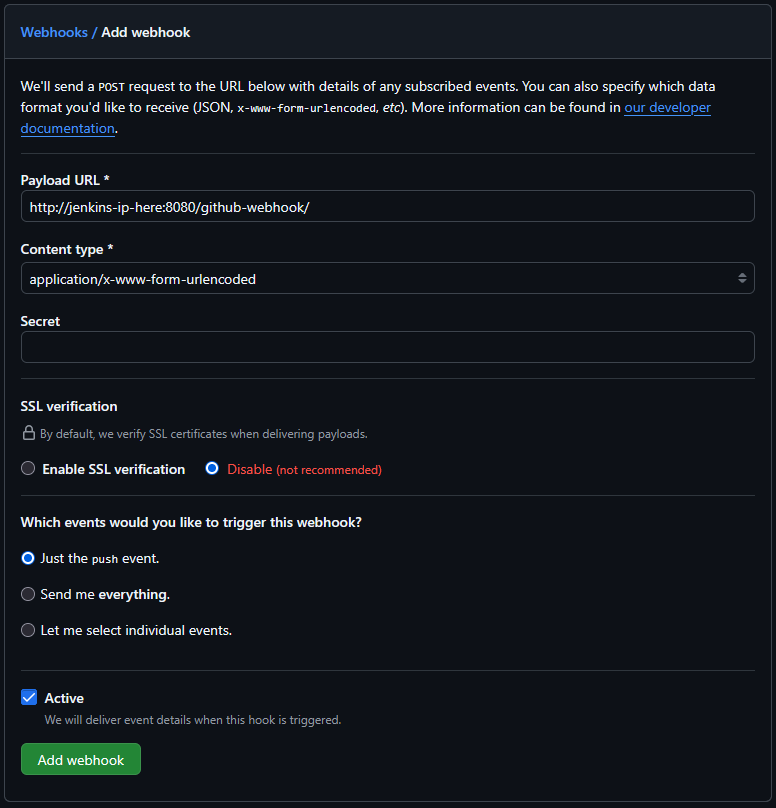 Webhooks / Add webhook
We'll send a POST request to the URL below with details of any subscribed events. You can also specify which data
format you'd like to receive (JSON, x-www-form-urlencoded, etc). More information can be found in our developer
documentation.
Payload URL *
http://jenkins-ip-here:8080/github-webhook/
Content type *
application/x-www-form-urlencoded
Secret
SSL verification
By default, we verify SSL certificates when delivering payloads.
Enable SSL verification Disable (not recommended)
Which events would you like to trigger this webhook?
Just the push event.
Send me everything.
Let me select individual events.
Active
We will deliver event details when this hook is triggered.
Add webhook